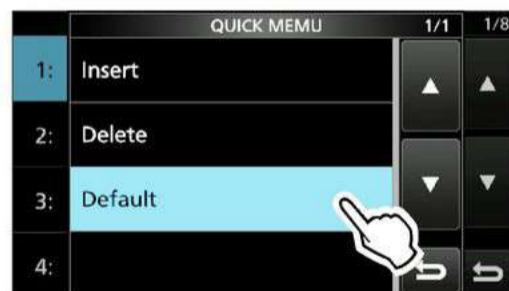 QUICK MEMU 1/1 1/8
1: Insert
2: Delete
3: Default
4: